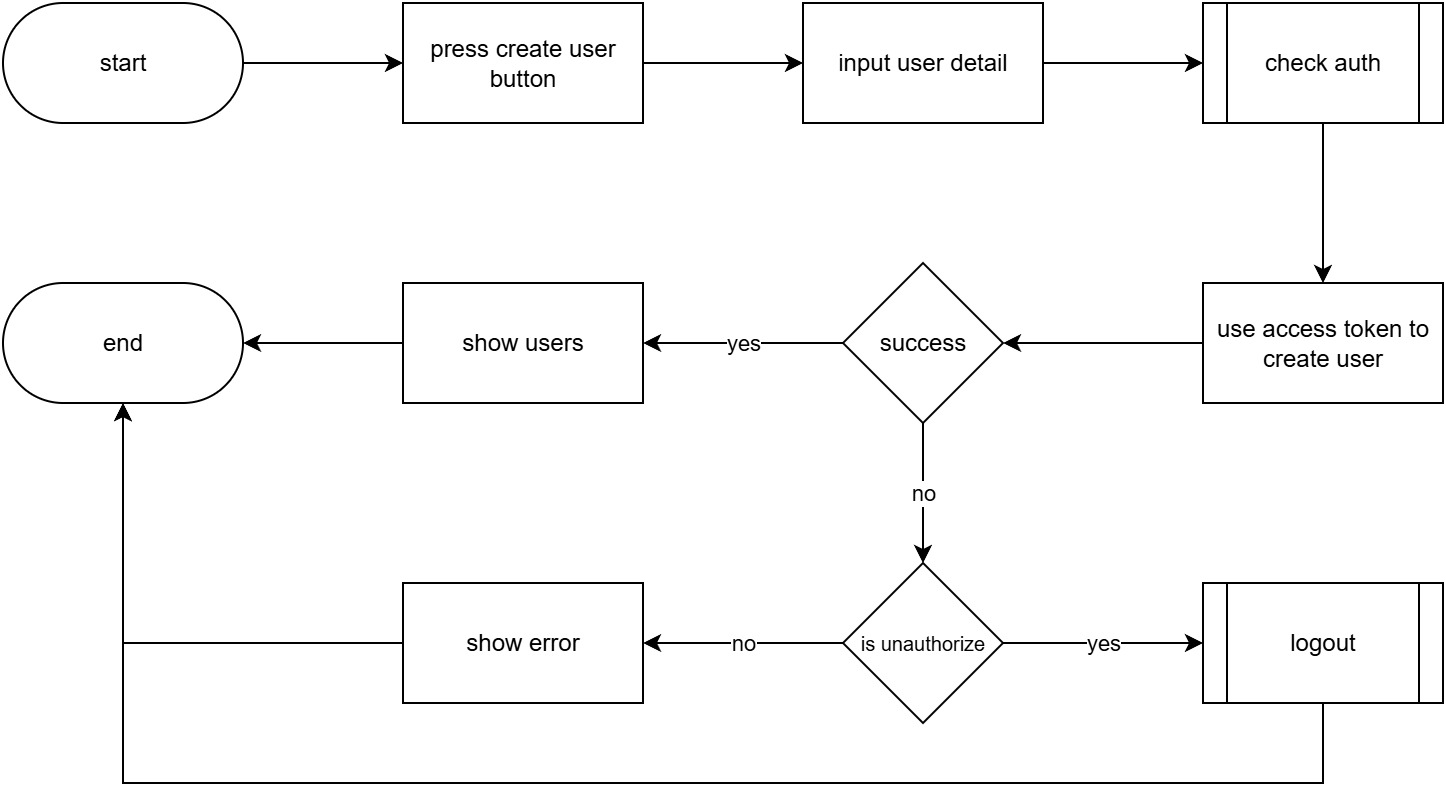 start
press create user
button
input user detail
check auth
end
show users
yes
success
use access token to
create user
no
show error
no
is unauthorize
yes
logout